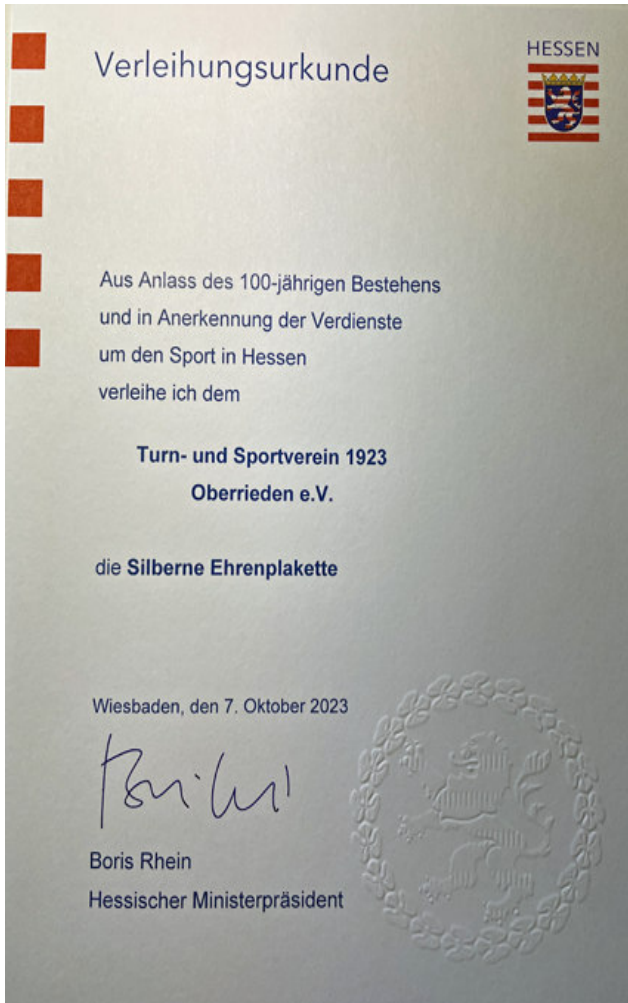 Verleihungsurkunde
HESSEN
Aus Anlass des 100-jährigen Bestehens
und in Anerkennung der Verdienste
um den Sport in Hessen
verleihe ich dem
Turn- und Sportverein 1923
Oberrieden e.V.
die Silberne Ehrenplakette
Wiesbaden, den 7. Oktober 2023
Boris Rhein
Hessischer Ministerpräsident